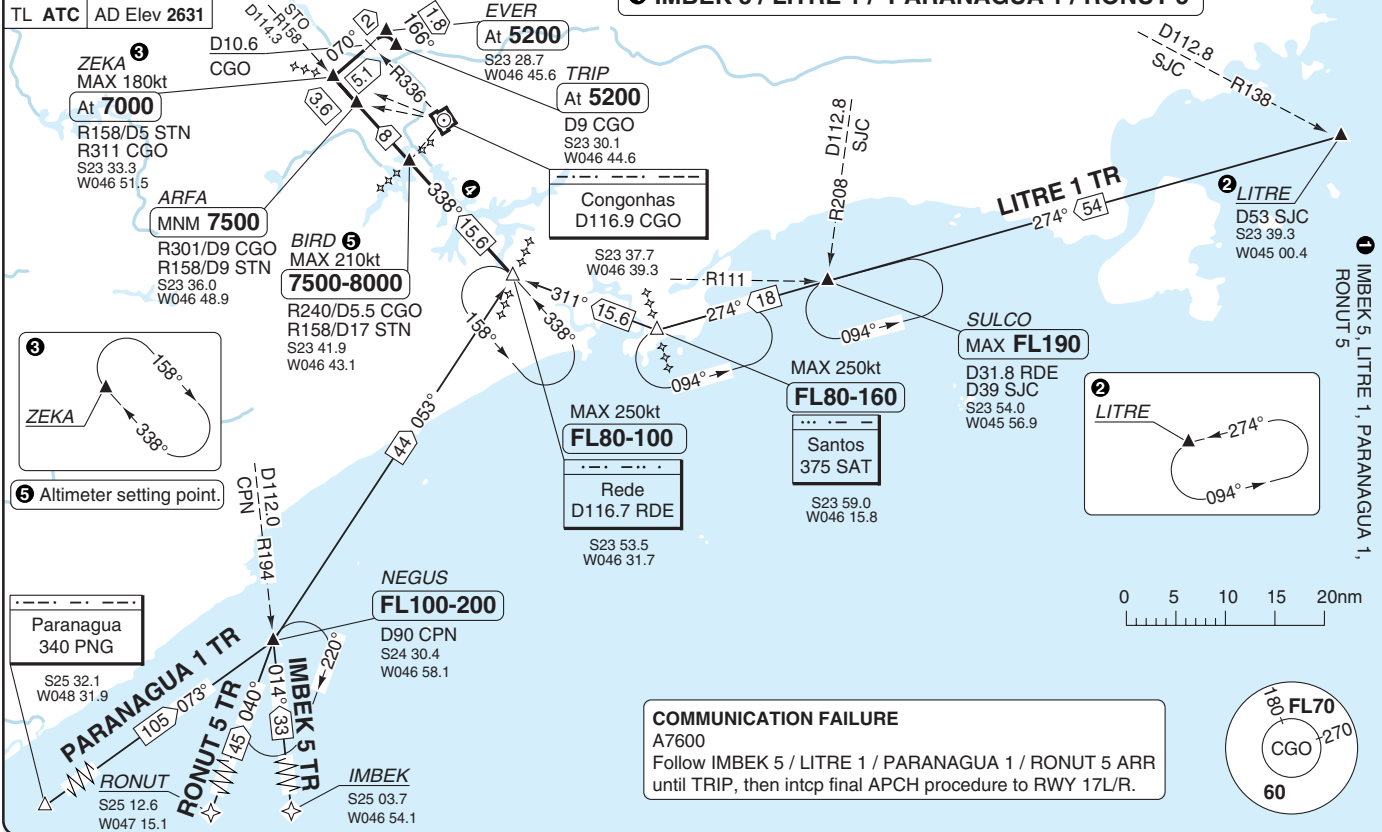 TL ATC AD Elev 2631
❶ IMBEK 5 / LITRE 1 / PARANAGUA 1 / RONUT 5
STO
D114.3
R158
070°
2
1.8
166°
EVER
At 5200
S23 28.7
W046 45.6
D10.6
CGO
ZEKA ❸
MAX 180kt
At 7000
R158/D5 STN
R311 CGO
S23 33.3
W046 51.5
3.6
5.1
R336
TRIP
At 5200
D9 CGO
S23 30.1
W046 44.6
8
ARFA
MNM 7500
R301/D9 CGO
R158/D9 STN
S23 36.0
W046 48.9
338°
❹
15.6
Congonhas
D116.9 CGO
S23 37.7
W046 39.3
BIRD ❺
MAX 210kt
7500-8000
R240/D5.5 CGO
R158/D17 STN
S23 41.9
W046 43.1
D112.8
SJC
R208
D112.8
SJC
R138
LITRE 1 TR
274° 54
❷ LITRE
D53 SJC
S23 39.3
W045 00.4
❶ IMBEK 5, LITRE 1, PARANAGUA 1,
RONUT 5
R111
311° 15.6
274° 18
094°
094°
158°
338°
SULCO
MAX FL190
D31.8 RDE
D39 SJC
S23 54.0
W045 56.9
MAX 250kt
FL80-160
Santos
375 SAT
S23 59.0
W046 15.8
MAX 250kt
FL80-100
Rede
D116.7 RDE
S23 53.5
W046 31.7
❸
ZEKA
158°
338°
❷
LITRE
274°
094°
❺ Altimeter setting point.
44 053°
D112.0
CPN
R194
NEGUS
FL100-200
D90 CPN
S24 30.4
W046 58.1
220°
Paranagua
340 PNG
S25 32.1
W048 31.9
PARANAGUA 1 TR
105 073°
RONUT 5 TR
45 040°
IMBEK 5 TR
014° 33
RONUT
S25 12.6
W047 15.1
IMBEK
S25 03.7
W046 54.1
0 5 10 15 20nm
COMMUNICATION FAILURE
A7600
Follow IMBEK 5 / LITRE 1 / PARANAGUA 1 / RONUT 5 ARR
until TRIP, then intcp final APCH procedure to RWY 17L/R.
180
FL70
270
CGO
60